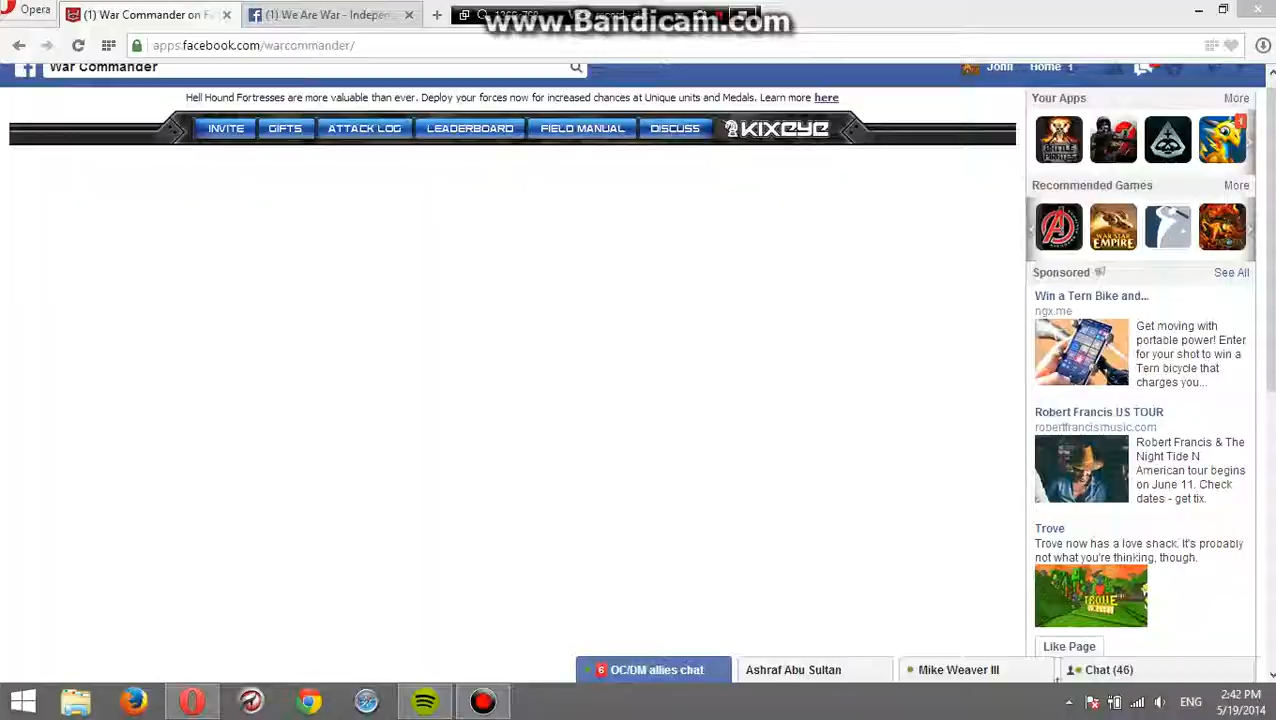 Opera
(1) War Commander on Fa
(1) We Are War - Indepen
www.Bandicam.com
apps.facebook.com/warcommander/
War Commander
John
Home 1
Hell Hound Fortresses are more valuable than ever. Deploy your forces now for increased chances at Unique units and Medals. Learn more here
INVITE
GIFTS
ATTACK LOG
LEADERBOARD
FIELD MANUAL
DISCUSS
KIXEYE
Your Apps
More
Recommended Games
More
Sponsored
See All
Win a Tern Bike and...
ngx.me
Get moving with
portable power! Enter
for your shot to win a
Tern bicycle that
charges you...
Robert Francis US TOUR
robertfrancismusic.com
Robert Francis & The
Night Tide N
American tour begins
on June 11. Check
dates - get tix.
Trove
Trove now has a love shack. It's probably
not what you're thinking, though.
TROVE
Like Page
6 OC/DM allies chat
Ashraf Abu Sultan
Mike Weaver III
Chat (46)
ENG
2:42 PM
5/19/2014